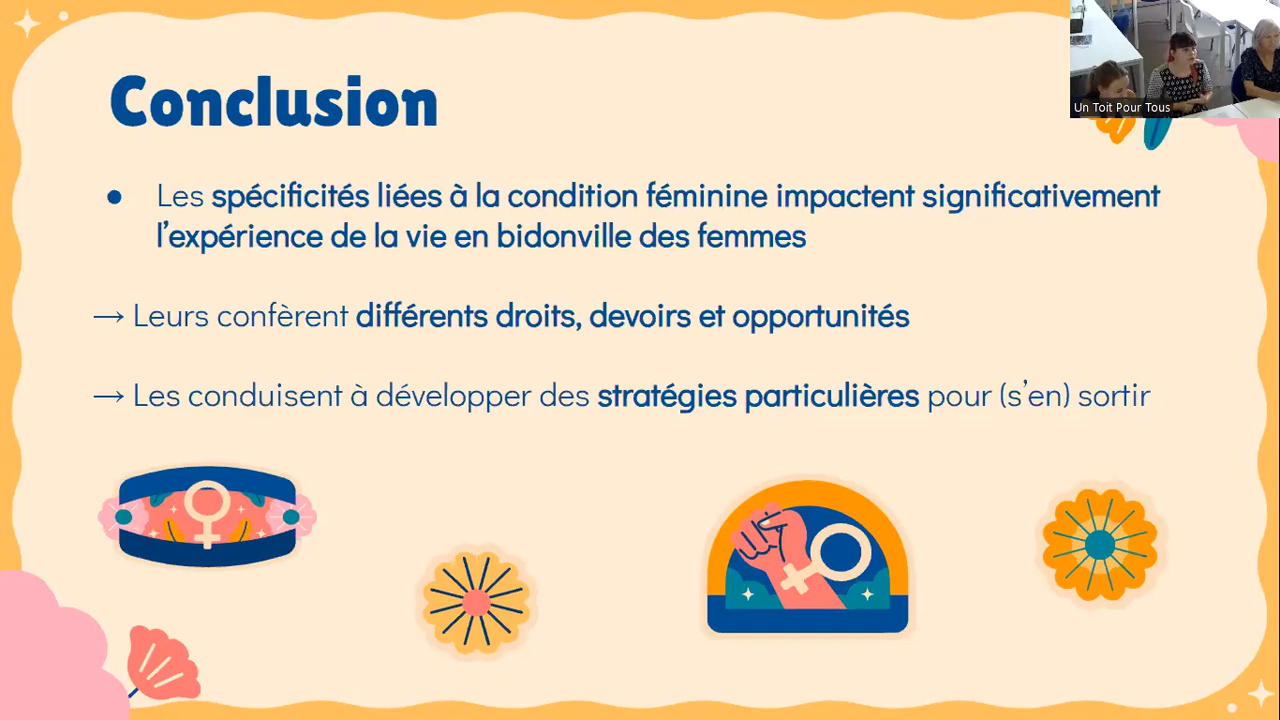 Conclusion
Un Toit Pour Tous
● Les spécificités liées à la condition féminine impactent significativement
l’expérience de la vie en bidonville des femmes
→ Leurs confèrent différents droits, devoirs et opportunités
→ Les conduisent à développer des stratégies particulières pour (s’en) sortir